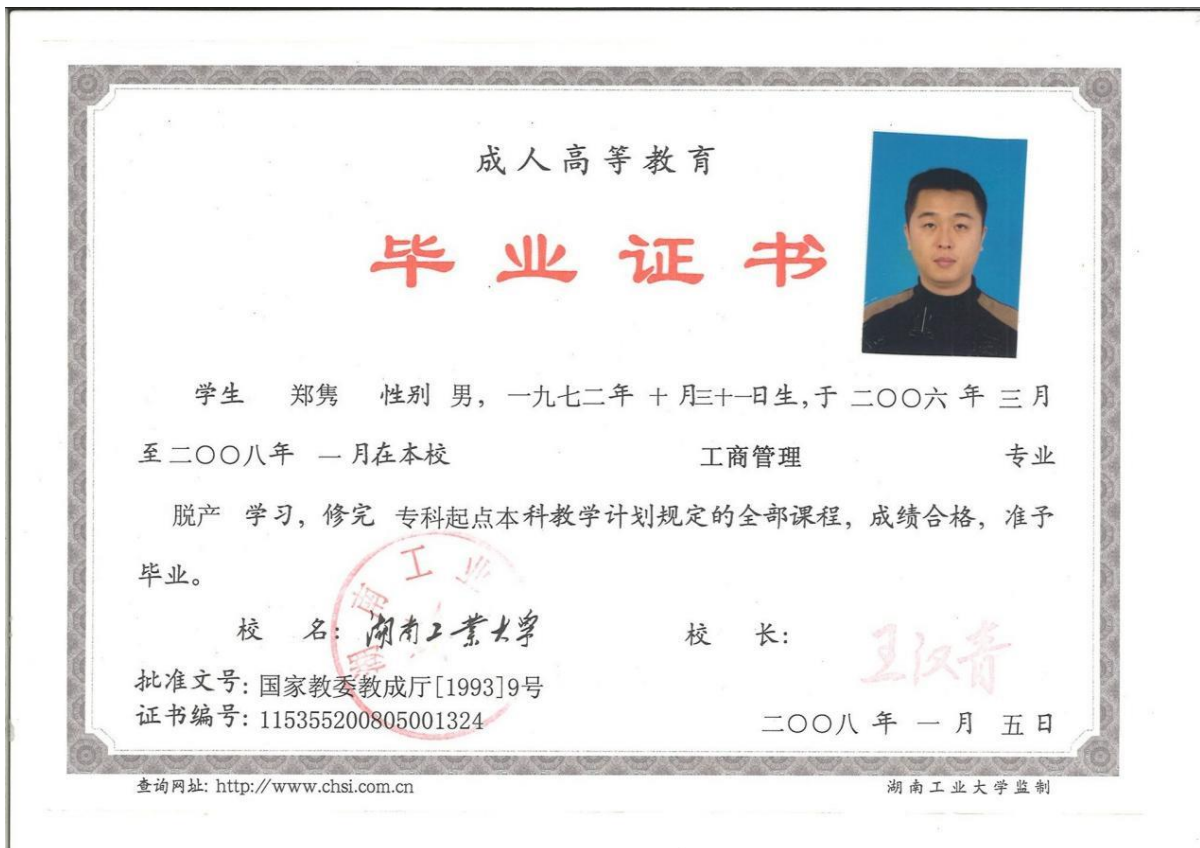 成人高等教育
毕业证书
学生 郑隽 性别 男，一九七二年 十 月三十一日生，于 二〇〇六 年 三 月
至二〇〇八年 一 月在本校 工商管理 专业
脱产 学习，修完 专科起点本科教学计划规定的全部课程，成绩合格，准予
毕业。
湖南工业
校 名：湖南工業大學 校 长：王汉青
批准文号：国家教委教成厅[1993]9号
证书编号：115355200805001324
二〇〇八 年 一 月 五 日
查询网址: http://www.chsi.com.cn 湖南工业大学监制